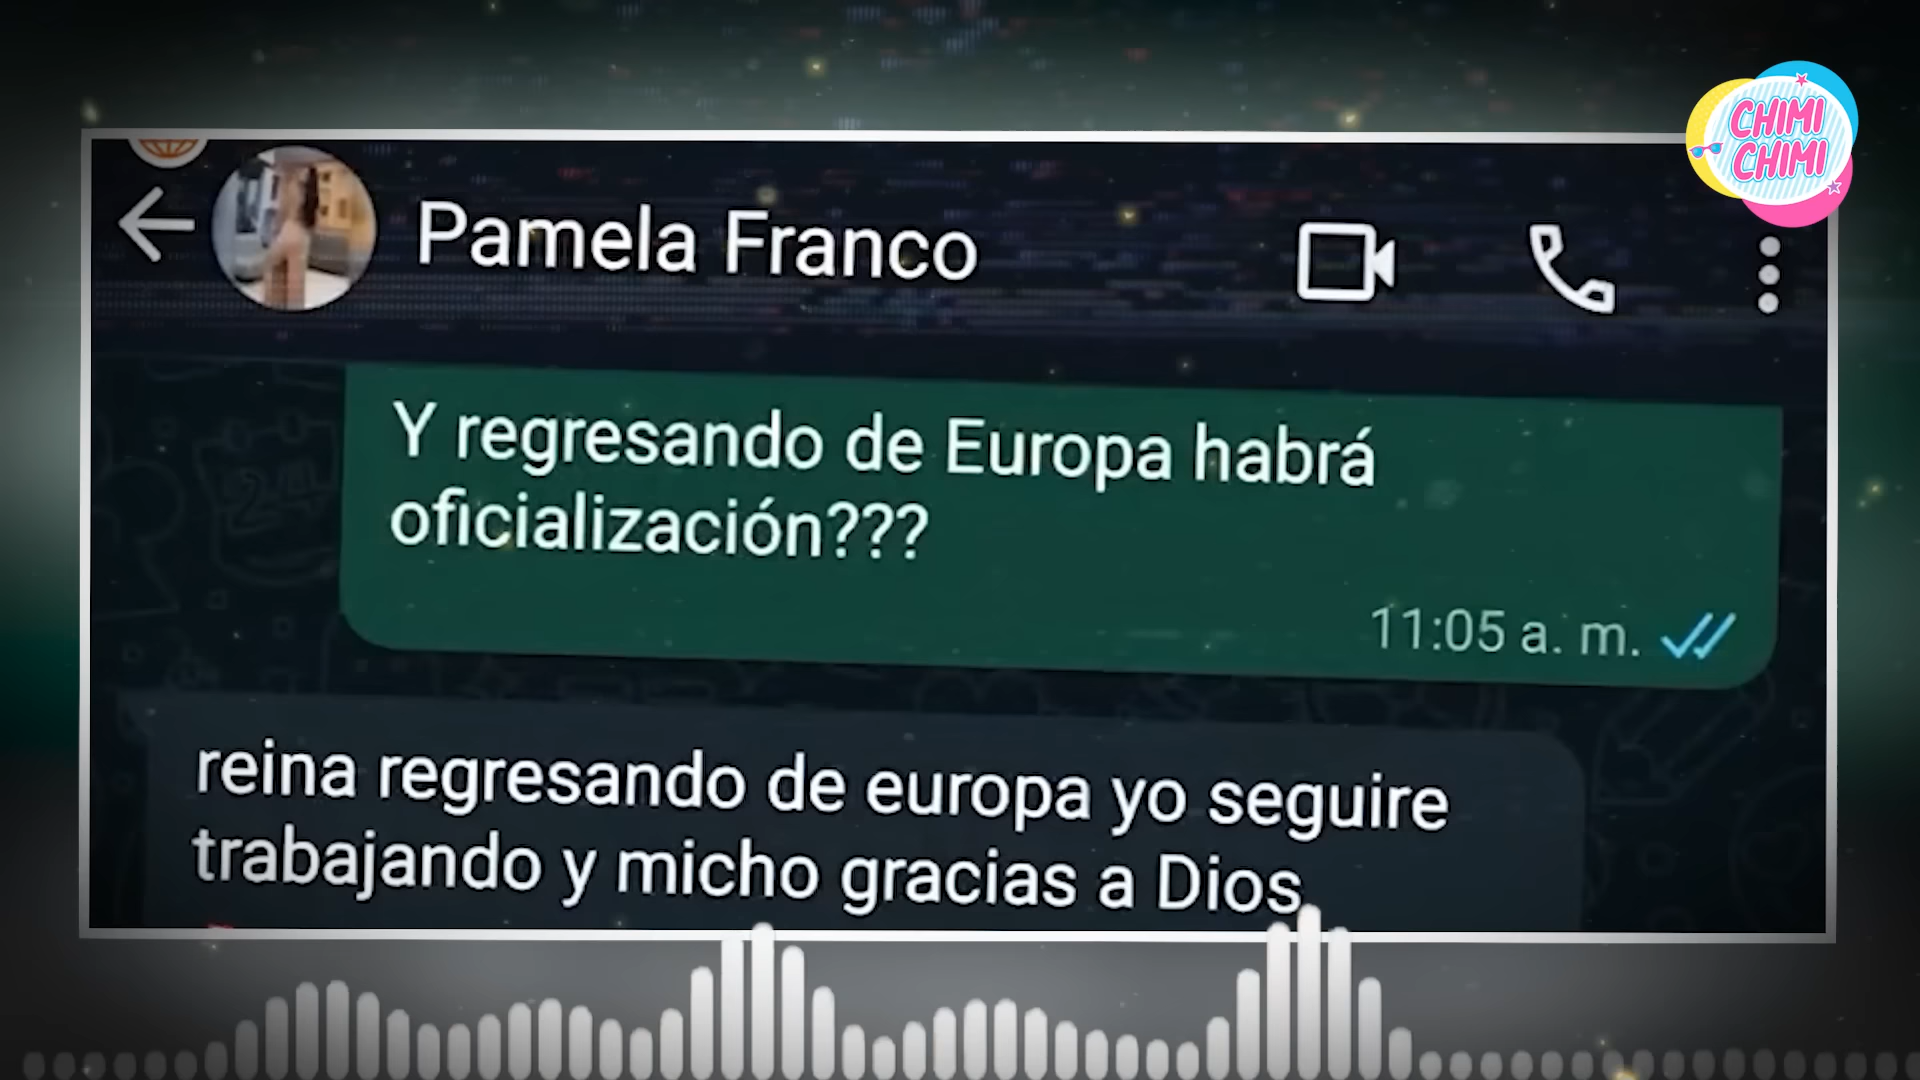 CHIMI
CHIMI
Pamela Franco
Y regresando de Europa habrá
oficialización???
11:05 a. m.
reina regresando de europa yo seguire
trabajando y micho gracias a Dios